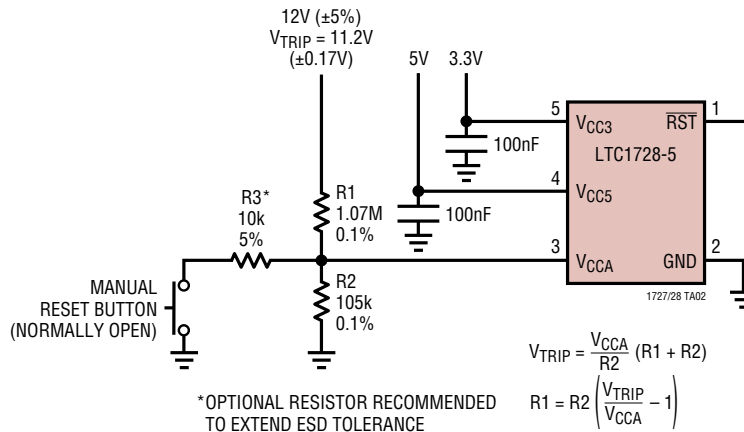 12V (±5%)
VTRIP = 11.2V
(±0.17V)
5V
3.3V
5
VCC3
RST
1
100nF
LTC1728-5
4
VCC5
100nF
R1
1.07M
0.1%
R3*
10k
5%
3
VCCA
GND
2
MANUAL
RESET BUTTON
(NORMALLY OPEN)
R2
105k
0.1%
1727/28 TA02
VTRIP = VCCA/R2 (R1 + R2)
*OPTIONAL RESISTOR RECOMMENDED
TO EXTEND ESD TOLERANCE
R1 = R2 (VTRIP/VCCA − 1)